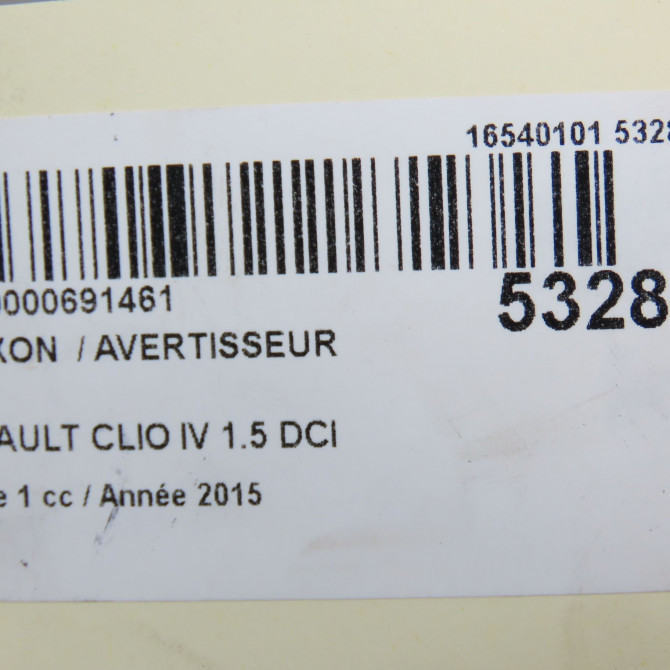 16540101 5328
0000691461
5328
XON / AVERTISSEUR
AULT CLIO IV 1.5 DCI
e 1 cc / Année 2015